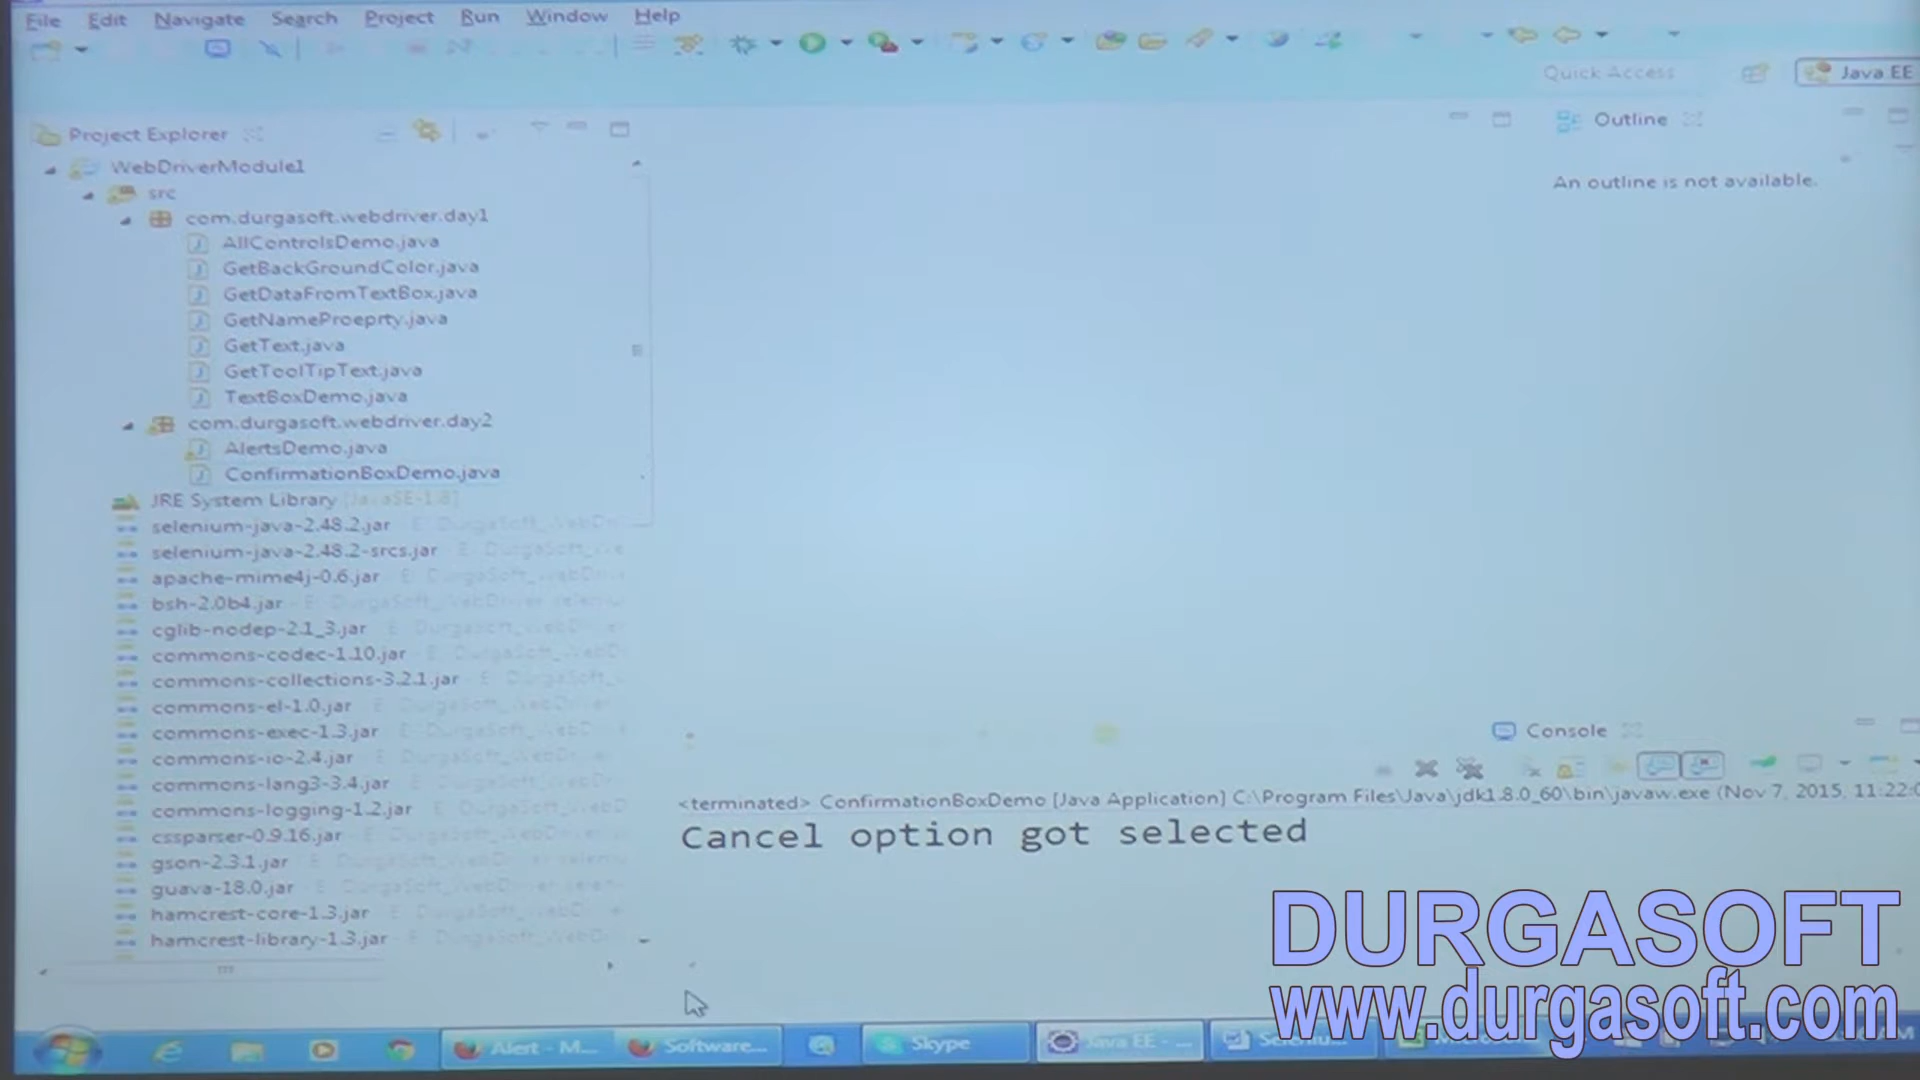 File Edit Navigate Search Project Run Window Help
Quick Access
Java EE
Project Explorer
Outline
WebDriverModule1
An outline is not available.
src
com.durgasoft.webdriver.day1
AllControlsDemo.java
GetBackGroundColor.java
GetDataFromTextBox.java
GetNameProeprty.java
GetText.java
GetToolTipText.java
TextBoxDemo.java
com.durgasoft.webdriver.day2
AlertsDemo.java
ConfirmationBoxDemo.java
JRE System Library [JavaSE-1.8]
selenium-java-2.48.2.jar
selenium-java-2.48.2-srcs.jar
apache-mime4j-0.6.jar
bsh-2.0b4.jar
cglib-nodep-2.1_3.jar
commons-codec-1.10.jar
commons-collections-3.2.1.jar
commons-el-1.0.jar
commons-exec-1.3.jar
commons-io-2.4.jar
commons-lang3-3.4.jar
commons-logging-1.2.jar
cssparser-0.9.16.jar
gson-2.3.1.jar
guava-18.0.jar
hamcrest-core-1.3.jar
hamcrest-library-1.3.jar
Console
<terminated> ConfirmationBoxDemo [Java Application] C:\Program Files\Java\jdk1.8.0_60\bin\javaw.exe (Nov 7, 2015, 11:22:0
Cancel option got selected
DURGASOFT
www.durgasoft.com
Alert - M...
Software...
Skype
Java EE - ...